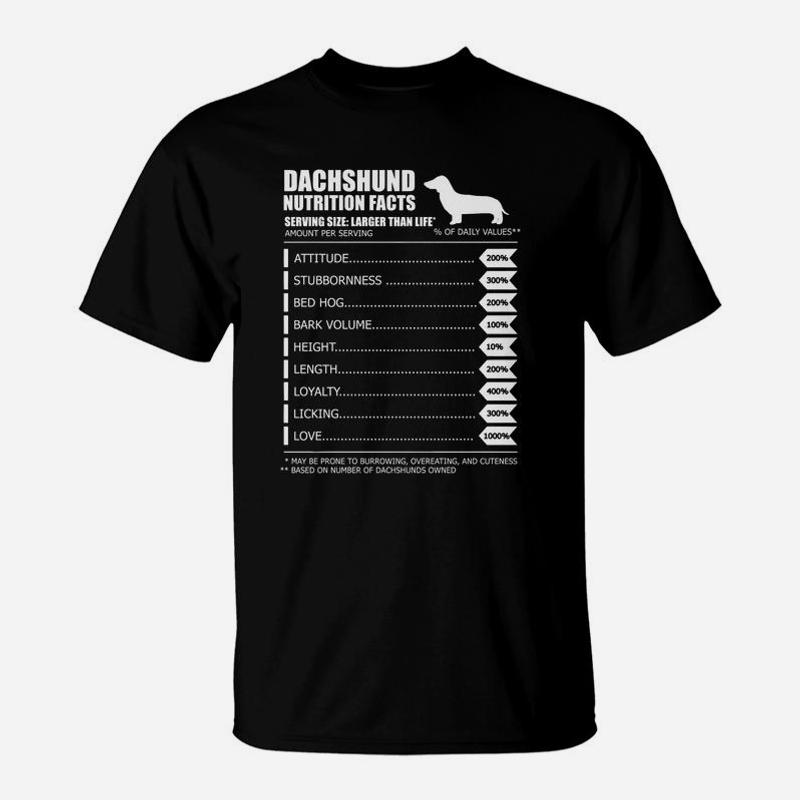 DACHSHUND
NUTRITION FACTS
SERVING SIZE: LARGER THAN LIFE*
AMOUNT PER SERVING % OF DAILY VALUES**
ATTITUDE................................ 200%
STUBBORNNESS ....................... 300%
BED HOG................................. 200%
BARK VOLUME.......................... 100%
HEIGHT................................... 10%
LENGTH................................... 200%
LOYALTY.................................. 400%
LICKING.................................. 300%
LOVE...................................... 1000%
* MAY BE PRONE TO BURROWING, OVEREATING, AND CUTENESS
** BASED ON NUMBER OF DACHSHUNDS OWNED